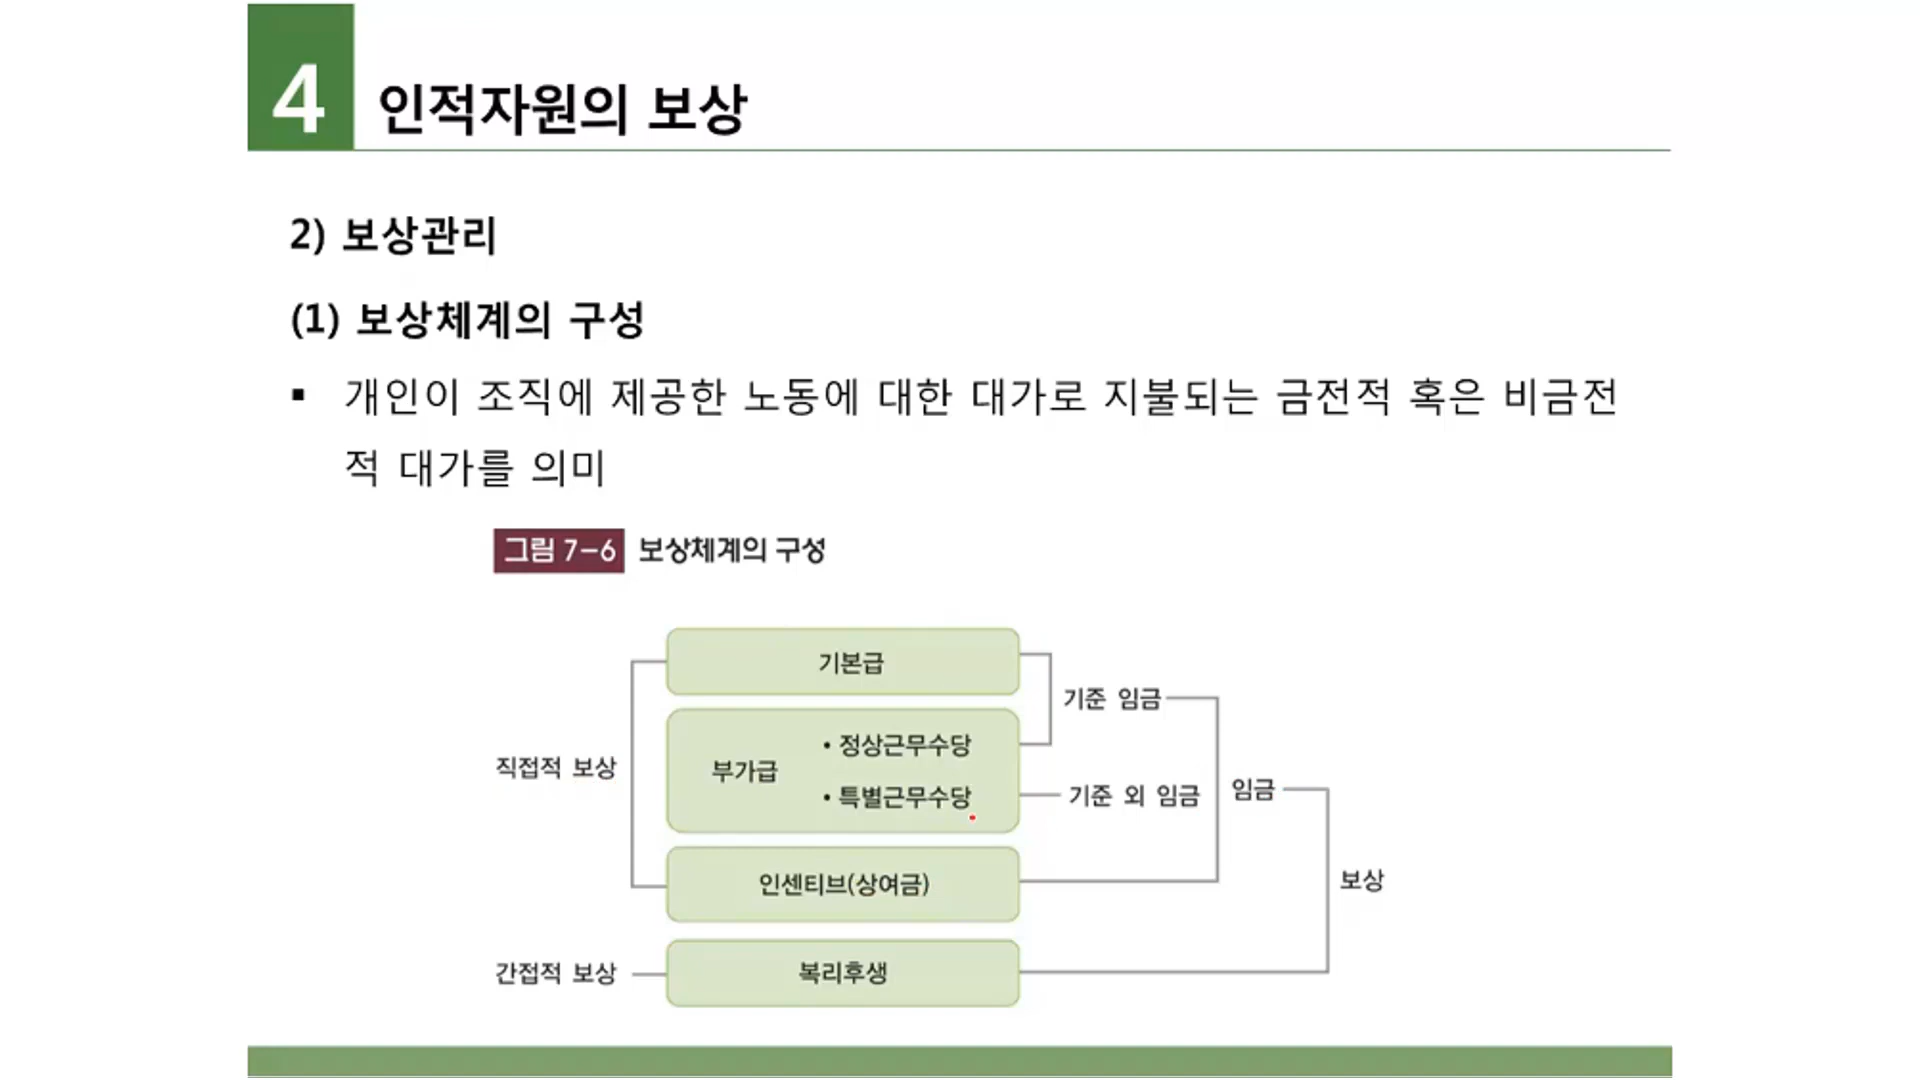 4
인적자원의 보상
2) 보상관리
(1) 보상체계의 구성
▪ 개인이 조직에 제공한 노동에 대한 대가로 지불되는 금전적 혹은 비금전
적 대가를 의미
그림 7-6 보상체계의 구성
기본급
기준 임금
직접적 보상
부가급
• 정상근무수당
• 특별근무수당
기준 외 임금
임금
인센티브(상여금)
보상
간접적 보상
복리후생